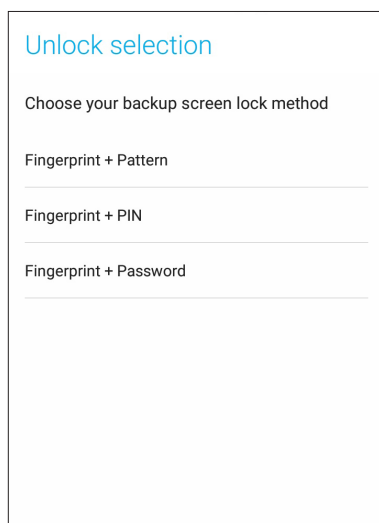 Unlock selection
Choose your backup screen lock method
Fingerprint + Pattern
Fingerprint + PIN
Fingerprint + Password